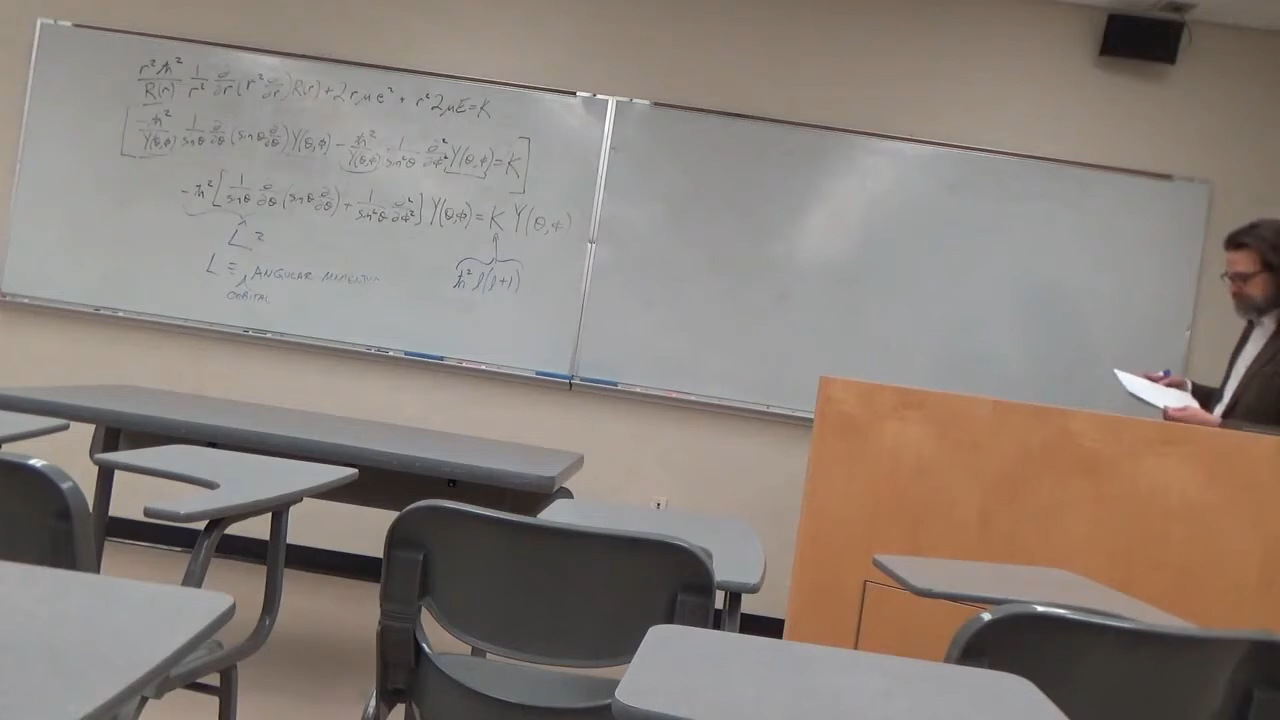 r²ħ²/R(r) 1/r² ∂/∂r (r² ∂/∂r) R(r) + 2rμe² + r²2μE = K
[-ħ²/Y(θ,ϕ) 1/sinθ ∂/∂θ (sinθ ∂/∂θ) Y(θ,ϕ) - ħ²/Y(θ,ϕ) 1/sin²θ ∂²/∂ϕ² Y(θ,ϕ) = K]
-ħ² [1/sinθ ∂/∂θ (sinθ ∂/∂θ) + 1/sin²θ ∂²/∂ϕ²] Y(θ,ϕ) = K Y(θ,ϕ)
L²
L ≡ ANGULAR MOMENTUM
ħ² l(l+1)
ORBITAL